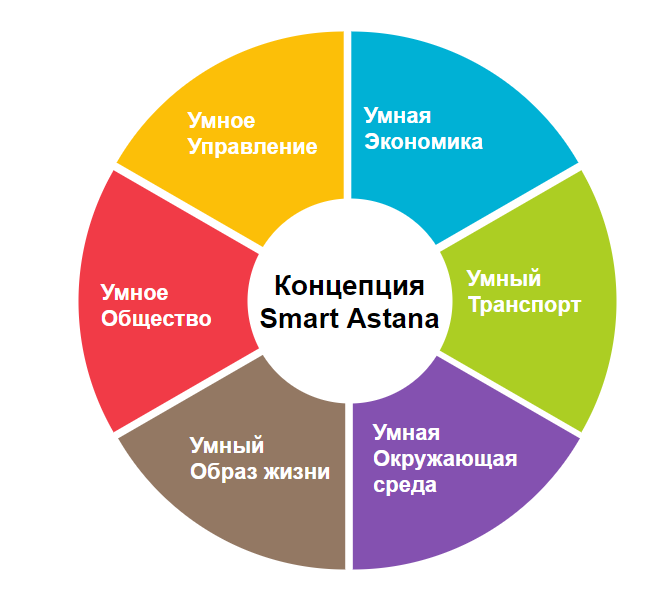 Умное
Управление
Умная
Экономика
Умное
Общество
Концепция
Smart Astana
Умный
Транспорт
Умный
Образ жизни
Умная
Окружающая
среда